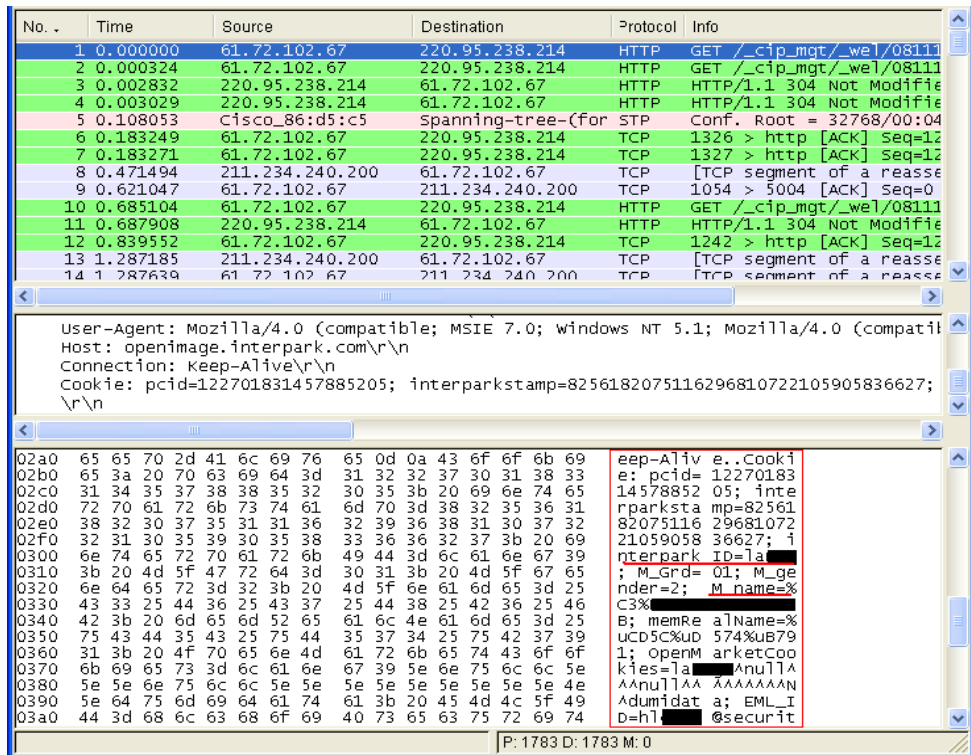 No. . Time Source Destination Protocol Info
1 0.000000 61.72.102.67 220.95.238.214 HTTP GET /_cip_mgt/_wel/08111
2 0.000324 61.72.102.67 220.95.238.214 HTTP GET /_cip_mgt/_wel/08111
3 0.002832 220.95.238.214 61.72.102.67 HTTP HTTP/1.1 304 Not Modifie
4 0.003029 220.95.238.214 61.72.102.67 HTTP HTTP/1.1 304 Not Modifie
5 0.108053 Cisco_86:d5:c5 Spanning-tree-(for STP Conf. Root = 32768/00:04
6 0.183249 61.72.102.67 220.95.238.214 TCP 1326 > http [ACK] Seq=12
7 0.183271 61.72.102.67 220.95.238.214 TCP 1327 > http [ACK] Seq=12
8 0.471494 211.234.240.200 61.72.102.67 TCP [TCP segment of a reasse
9 0.621047 61.72.102.67 211.234.240.200 TCP 1054 > 5004 [ACK] Seq=0
10 0.685104 61.72.102.67 220.95.238.214 HTTP GET /_cip_mgt/_wel/08111
11 0.687908 220.95.238.214 61.72.102.67 HTTP HTTP/1.1 304 Not Modifie
12 0.839552 61.72.102.67 220.95.238.214 TCP 1242 > http [ACK] Seq=12
13 1.287185 211.234.240.200 61.72.102.67 TCP [TCP segment of a reasse
14 1.287639 61.72.102.67 211.234.240.200 TCP [TCP segment of a reasse
User-Agent: Mozilla/4.0 (compatible; MSIE 7.0; Windows NT 5.1; Mozilla/4.0 (compatib
Host: openimage.interpark.com\r\n
Connection: Keep-Alive\r\n
Cookie: pcid=122701831457885205; interparkstamp=82561820751162968107221059058​36627;
\r\n
02a0 65 65 70 2d 41 6c 69 76 65 0d 0a 43 6f 6f 6b 69 eep-Aliv e..Cooki
02b0 65 3a 20 70 63 69 64 3d 31 32 32 37 30 31 38 33 e: pcid= 12270183
02c0 31 34 35 37 38 38 35 32 30 35 3b 20 69 6e 74 65 14578852 05; inte
02d0 72 70 61 72 6b 73 74 61 6d 70 3d 38 32 35 36 31 rparksta mp=82561
02e0 38 32 30 37 35 31 31 36 32 39 36 38 31 30 37 32 82075116 29681072
02f0 32 31 30 35 39 30 35 38 33 36 36 32 37 3b 20 69 21059058 36627; i
0300 6e 74 65 72 70 61 72 6b 49 44 3d 6c 61 6e 67 39 nterpark ID=la
0310 3b 20 4d 5f 47 72 64 3d 30 31 3b 20 4d 5f 67 65 ; M_Grd= 01; M_ge
0320 6e 64 65 72 3d 32 3b 20 4d 5f 6e 61 6d 65 3d 25 nder=2; M_name=%
0330 43 33 25 44 36 25 43 37 25 44 38 25 42 36 25 46 C3%
0340 42 3b 20 6d 65 6d 52 65 61 6c 4e 61 6d 65 3d 25 B; memRe alName=%
0350 75 43 44 35 43 25 75 44 35 37 34 25 75 42 37 39 uCD5C%uD 574%uB79
0360 31 3b 20 4f 70 65 6e 4d 61 72 6b 65 74 43 6f 6f 1; OpenM arketCoo
0370 6b 69 65 73 3d 6c 61 6e 67 39 5e 6e 75 6c 6c 5e kies=la ^null^
0380 5e 5e 6e 75 6c 6c 5e 5e 5e 5e 5e 5e 5e 5e 5e 4e ^^null^^ ^^^^^^^N
0390 5e 64 75 6d 69 64 61 74 61 3b 20 45 4d 4c 5f 49 ^dumidat a; EML_I
03a0 44 3d 68 6c 63 68 6f 69 40 73 65 63 75 72 69 74 D=hl @securit
P: 1783 D: 1783 M: 0